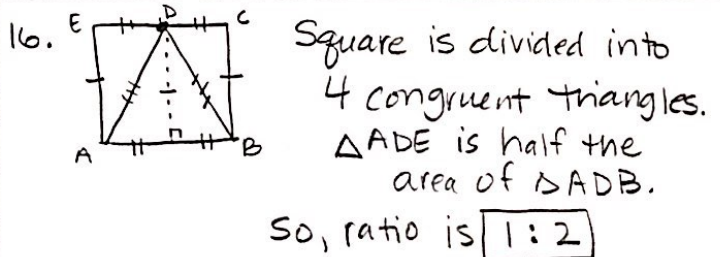 16. E D C
Square is divided into
4 congruent triangles.
A B
△ADE is half the
area of △ADB.
So, ratio is 1:2